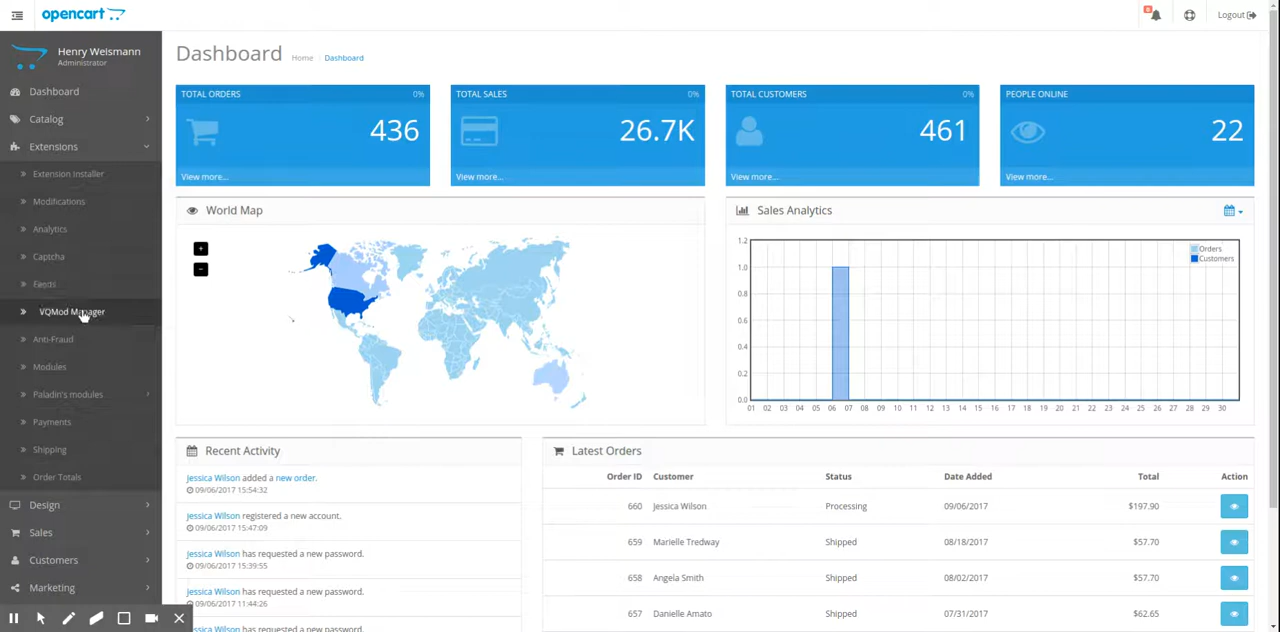 opencart
8
Logout
Henry Weismann
Administrator
Dashboard
Catalog
Extensions
Extension Installer
Modifications
Analytics
Captcha
Feeds
VQMod Manager
Anti-Fraud
Modules
Paladin's modules
Payments
Shipping
Order Totals
Design
Sales
Customers
Marketing
Dashboard
Home
Dashboard
TOTAL ORDERS 0%
436
View more...
TOTAL SALES 0%
26.7K
View more...
TOTAL CUSTOMERS 0%
461
View more...
PEOPLE ONLINE
22
View more...
World Map
+
-
Sales Analytics
Orders
Customers
1.2
1.0
0.8
0.6
0.4
0.2
0.0
01 02 03 04 05 06 07 08 09 10 11 12 13 14 15 16 17 18 19 20 21 22 23 24 25 26 27 28 29 30
Recent Activity
Jessica Wilson added a new order.
09/06/2017 15:54:32
Jessica Wilson registered a new account.
09/06/2017 15:47:09
Jessica Wilson has requested a new password.
09/06/2017 15:39:55
Jessica Wilson has requested a new password.
09/06/2017 11:44:26
Jessica Wilson has requested a new password.
Latest Orders
Order ID Customer Status Date Added Total Action
660 Jessica Wilson Processing 09/06/2017 $197.90
659 Marielle Tredway Shipped 08/18/2017 $57.70
658 Angela Smith Shipped 08/02/2017 $57.70
657 Danielle Amato Shipped 07/31/2017 $62.65